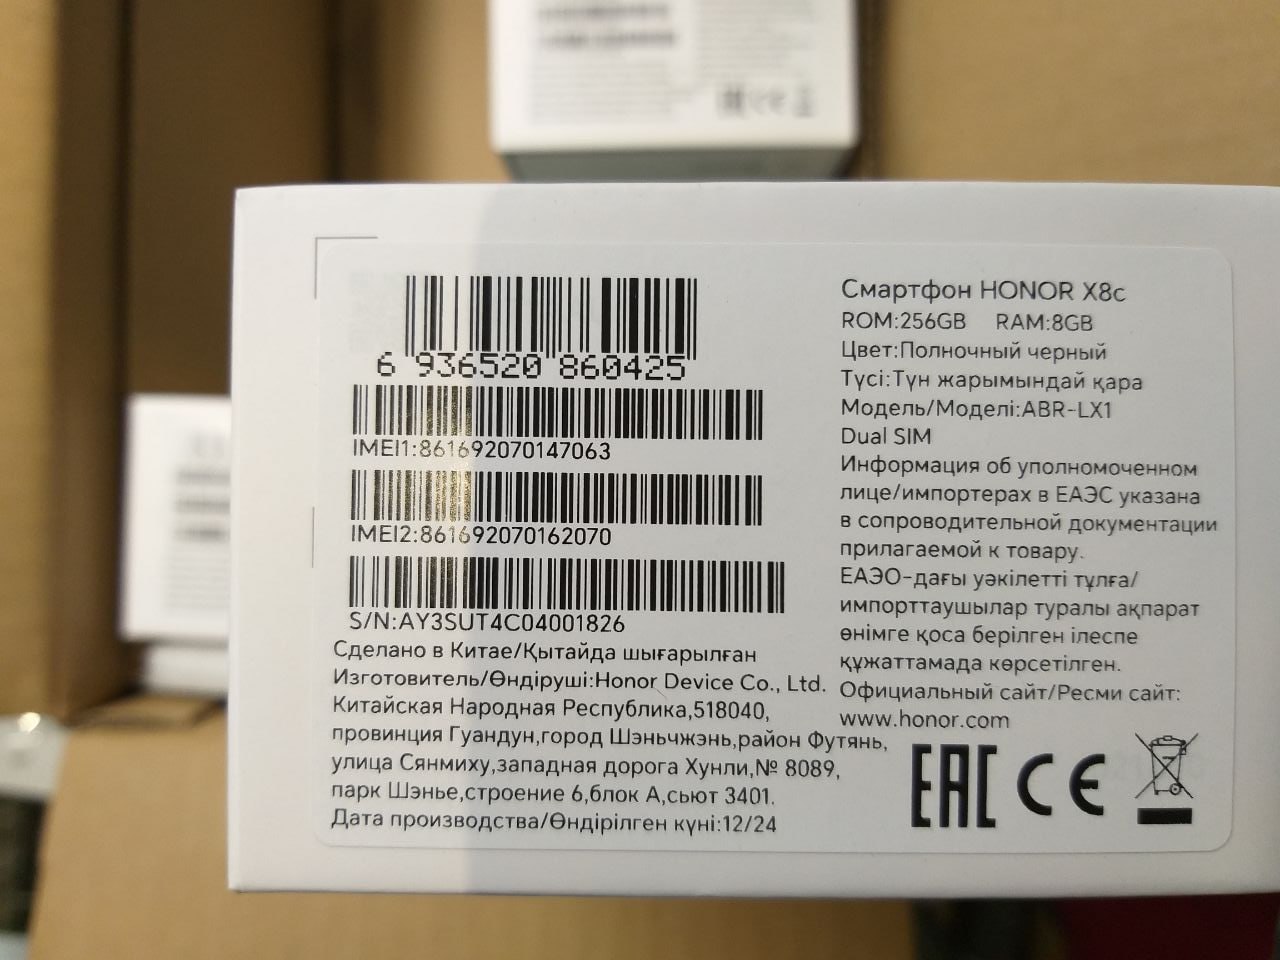 6 936520 860425
IMEI1:861692070147063
IMEI2:861692070162070
S/N:AY3SUT4C04001826
Сделано в Китае/Қытайда шығарылған
Изготовитель/Өндіруші:Honor Device Co., Ltd.
Китайская Народная Республика,518040,
провинция Гуандун,город Шэньчжэнь,район Футянь,
улица Сянмиху,западная дорога Хунли,№ 8089,
парк Шэнье,строение 6,блок А,сьют 3401.
Дата производства/Өндірілген күні:12/24
Смартфон HONOR X8c
ROM:256GB RAM:8GB
Цвет:Полночный черный
Түсі:Түн жарымындай қара
Модель/Моделі:ABR-LX1
Dual SIM
Информация об уполномоченном
лице/импортерах в ЕАЭС указана
в сопроводительной документации
прилагаемой к товару.
ЕАЭО-дағы уәкілетті тұлға/
импорттаушылар туралы ақпарат
өнімге қоса берілген ілеспе
құжаттамада көрсетілген.
Официальный сайт/Ресми сайт:
www.honor.com
EAC CE